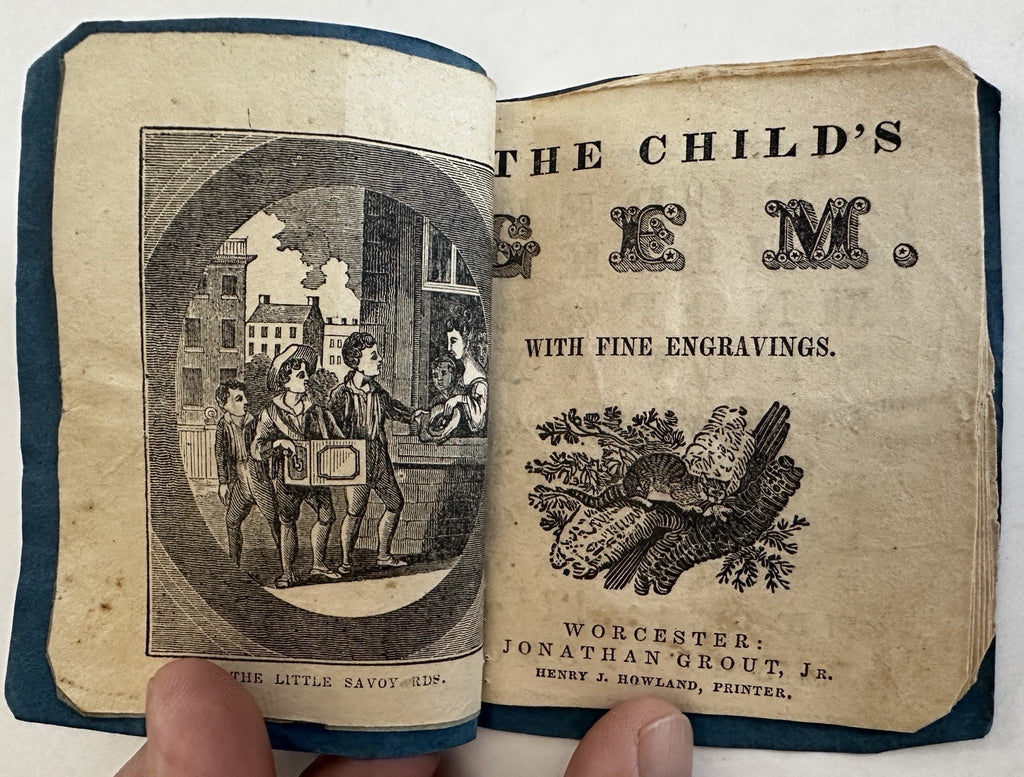 THE LITTLE SAVOY RDS.
THE CHILD'S
GEM.
WITH FINE ENGRAVINGS.
WORCESTER:
JONATHAN GROUT, JR.
HENRY J. HOWLAND, PRINTER.